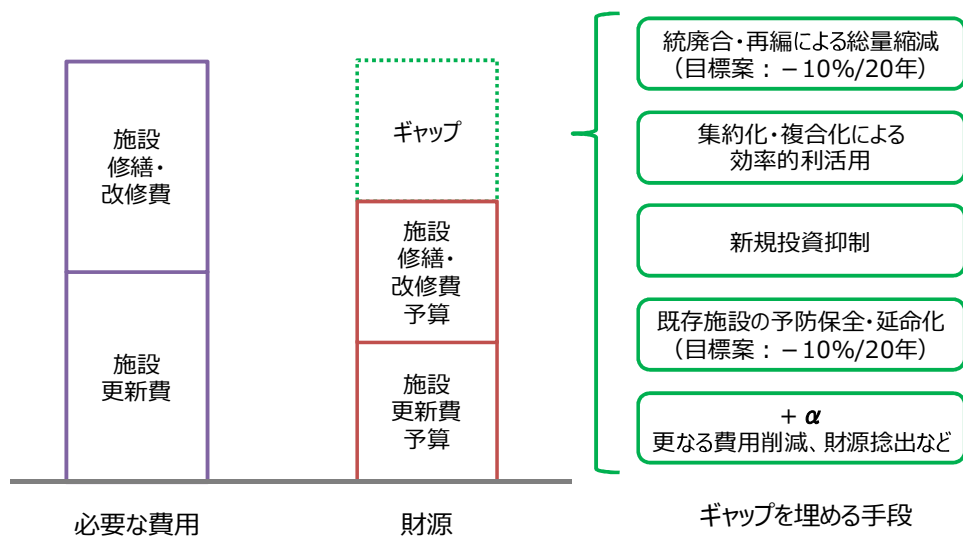 施設
修繕・
改修費
施設
更新費
必要な費用
ギャップ
施設
修繕・
改修費
予算
施設
更新費
予算
財源
統廃合・再編による総量縮減
（目標案：－10%/20年）
集約化・複合化による
効率的利活用
新規投資抑制
既存施設の予防保全・延命化
（目標案：－10%/20年）
+ α
更なる費用削減、財源捻出など
ギャップを埋める手段